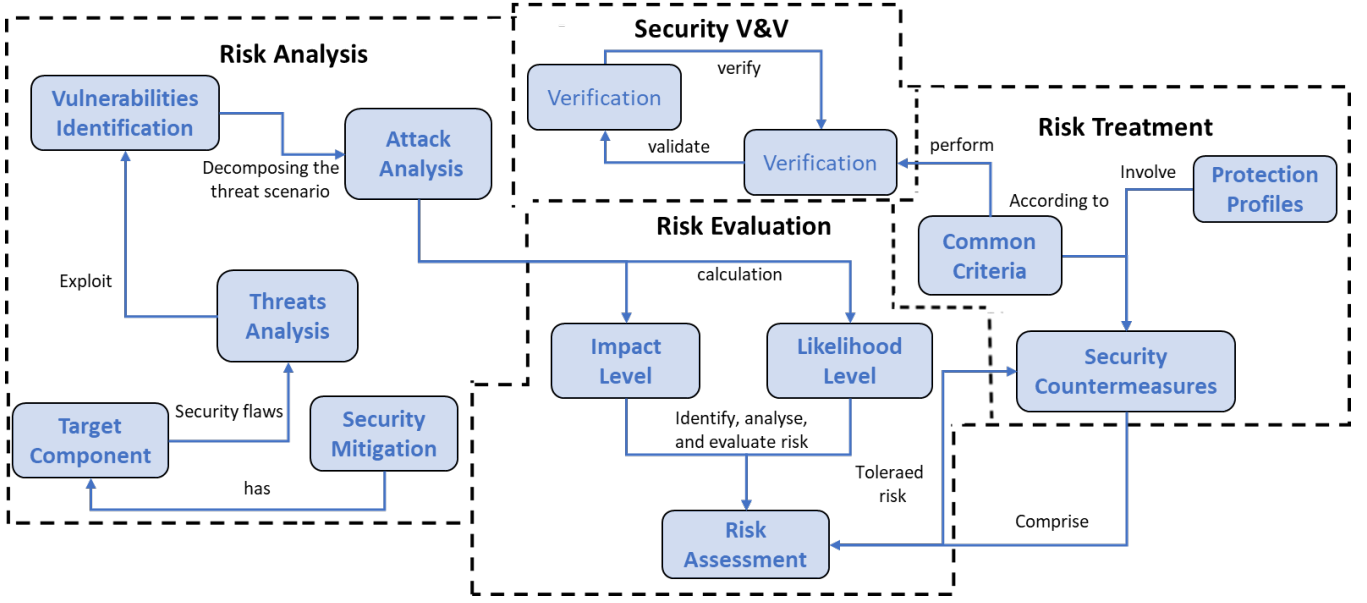 Risk Analysis
Vulnerabilities
Identification
Decomposing the
threat scenario
Attack
Analysis
Exploit
Threats
Analysis
Security flaws
Target
Component
Security
Mitigation
has
Security V&V
Verification
verify
validate
Verification
Risk Evaluation
calculation
Impact
Level
Likelihood
Level
Identify, analyse,
and evaluate risk
Risk
Assessment
Toleraed
risk
Risk Treatment
perform
Involve
Protection
Profiles
According to
Common
Criteria
Security
Countermeasures
Comprise